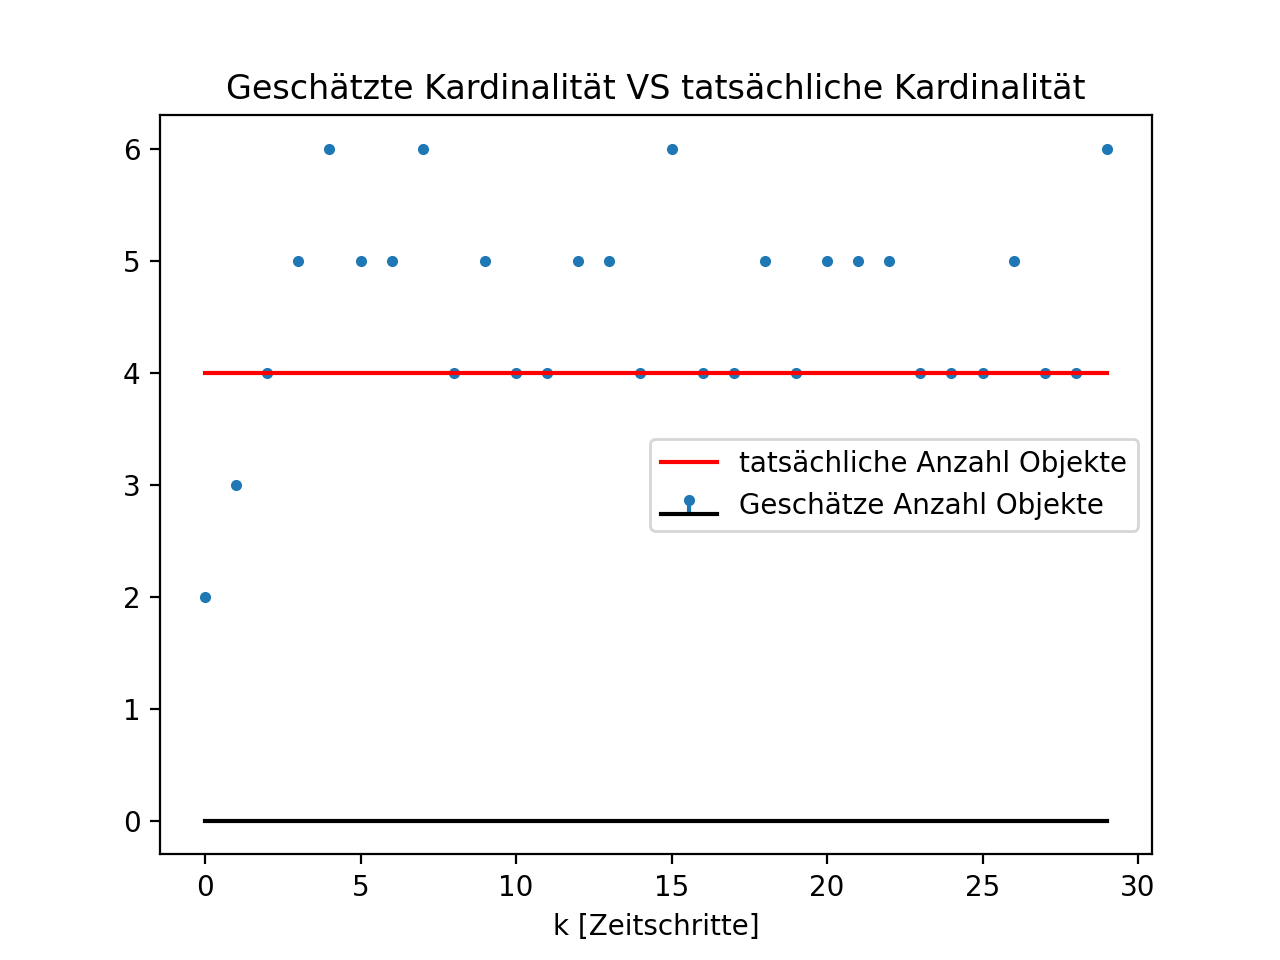 Geschätzte Kardinalität VS tatsächliche Kardinalität
6
5
4
3
2
1
0
tatsächliche Anzahl Objekte
Geschätze Anzahl Objekte
0 5 10 15 20 25 30
k [Zeitschritte]